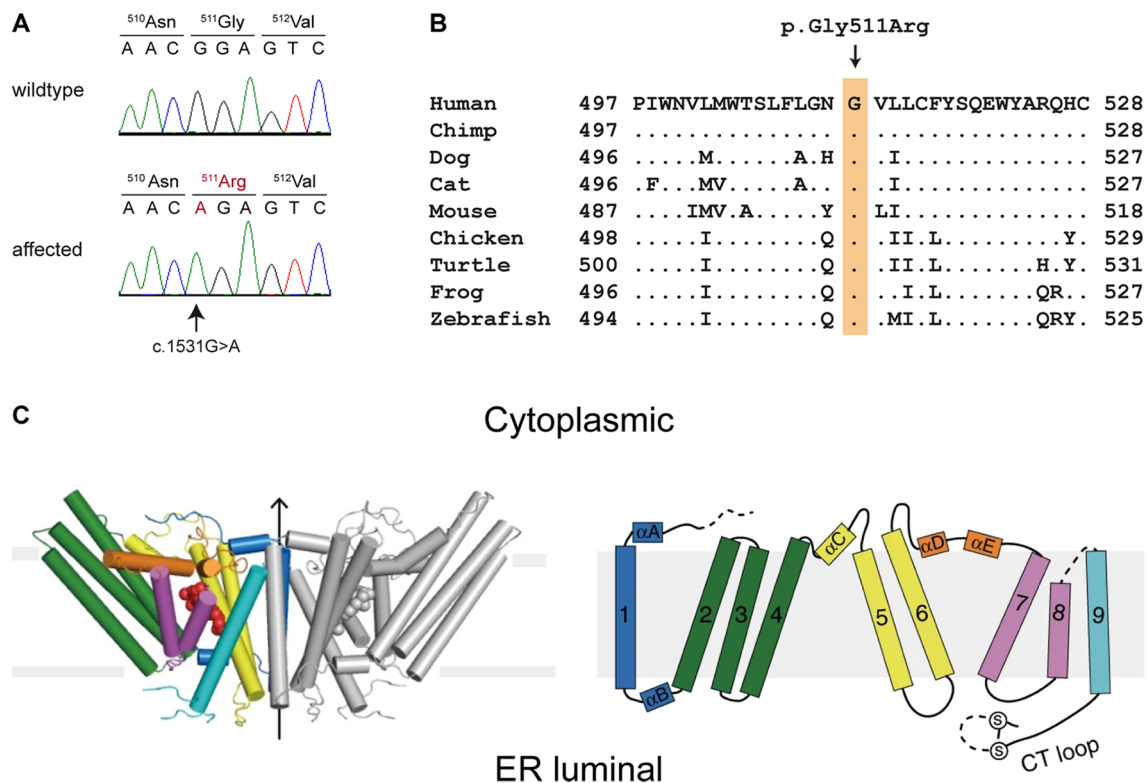 A
510Asn 511Gly 512Val
A A C G G A G T C
wildtype
510Asn 511Arg 512Val
A A C A G A G T C
affected
c.1531G>A
B
p.Gly511Arg
Human 497 PIWNVLMWTSLFLGN G VLLCFYSQEWYARQHC 528
Chimp 497 ............... . ................ 528
Dog 496 .....M......A.H . .I.............. 527
Cat 496 .F...MV.....A.. . .I.............. 527
Mouse 487 ....IMV.A.....Y . LI.............. 518
Chicken 498 .....I........Q . .II.L.........Y. 529
Turtle 500 .....I........Q . .II.L.......H.Y. 531
Frog 496 .....I........Q . ..I.L.......QR.. 527
Zebrafish 494 .....I........Q . .MI.L.......QRY. 525
C
Cytoplasmic
αA
αC
αD
αE
1
2
3
4
5
6
7
8
9
αB
S
S
CT loop
ER luminal